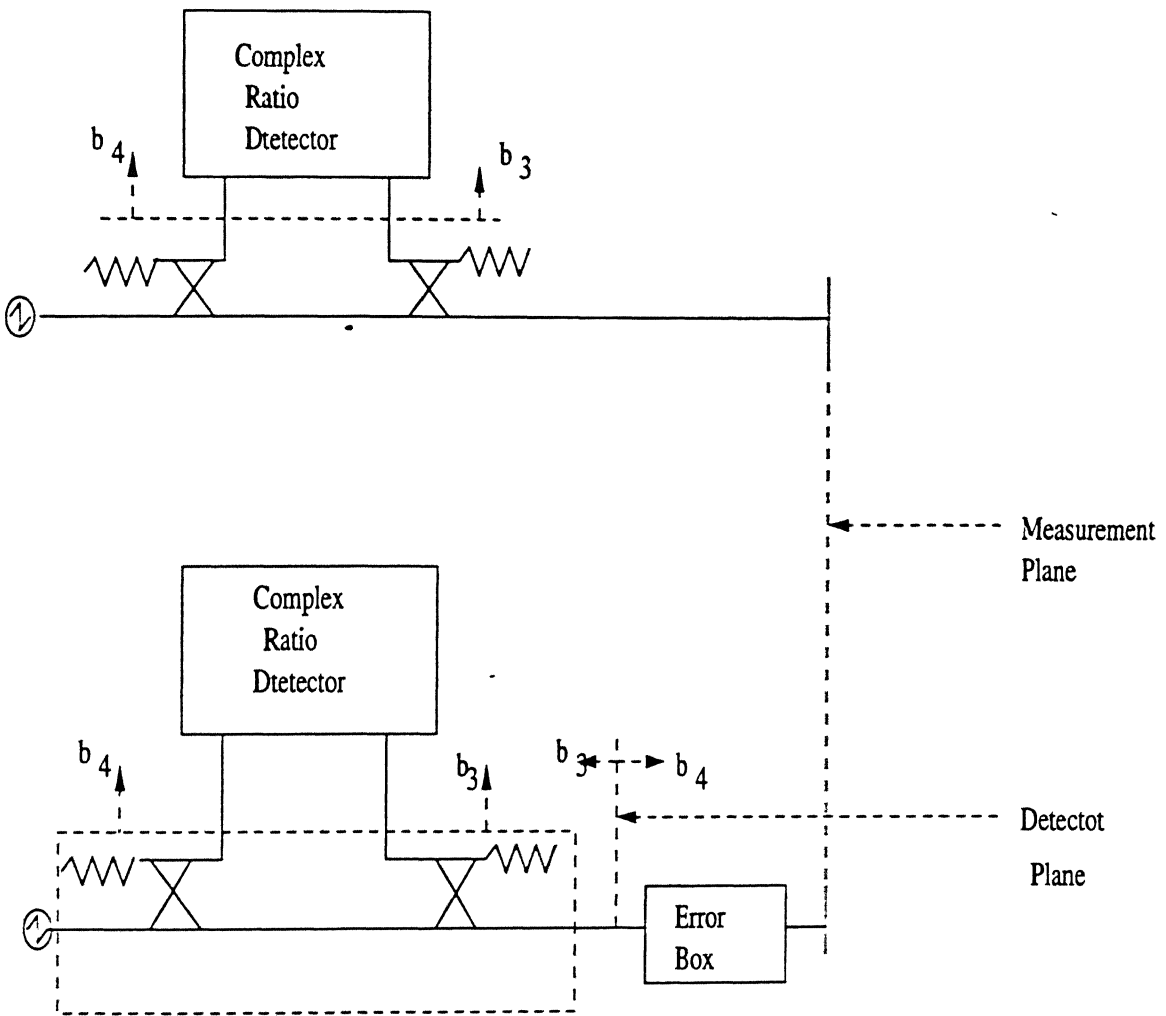 Complex
Ratio
Dtetector
b 4
b 3
Measurement
Plane
Complex
Ratio
Dtetector
b 4
b3
b 3
b 4
Detectot
Plane
Error
Box